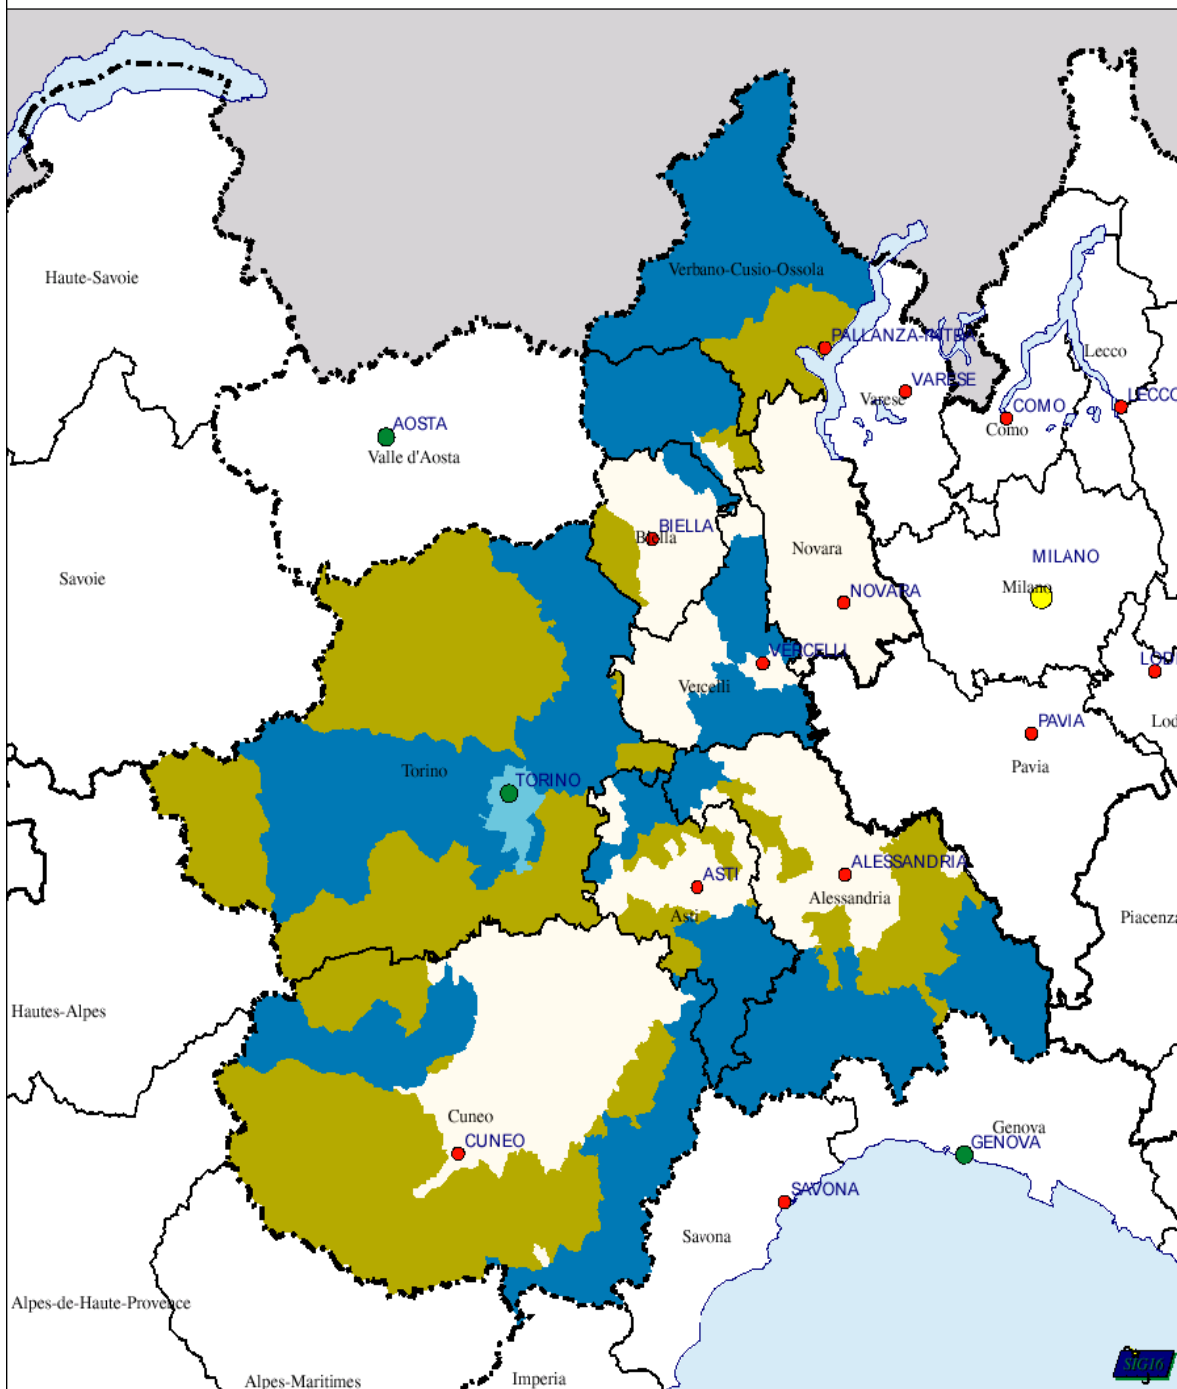 Verbano-Cusio-Ossola
Haute-Savoie
PALLANZA-INTRA
Lecco
VARESE
Varese
COMO
LECCO
Como
AOSTA
Valle d'Aosta
BIELLA
Biella
Novara
MILANO
Savoie
Milano
NOVARA
VERCELLI
LODI
Vercelli
PAVIA
Lod
Torino
TORINO
Pavia
ALESSANDRIA
ASTI
Alessandria
Asti
Piacenza
Hautes-Alpes
Cuneo
CUNEO
Genova
GENOVA
SAVONA
Savona
Alpes-de-Haute-Provence
SIG16
Alpes-Maritimes
Imperia